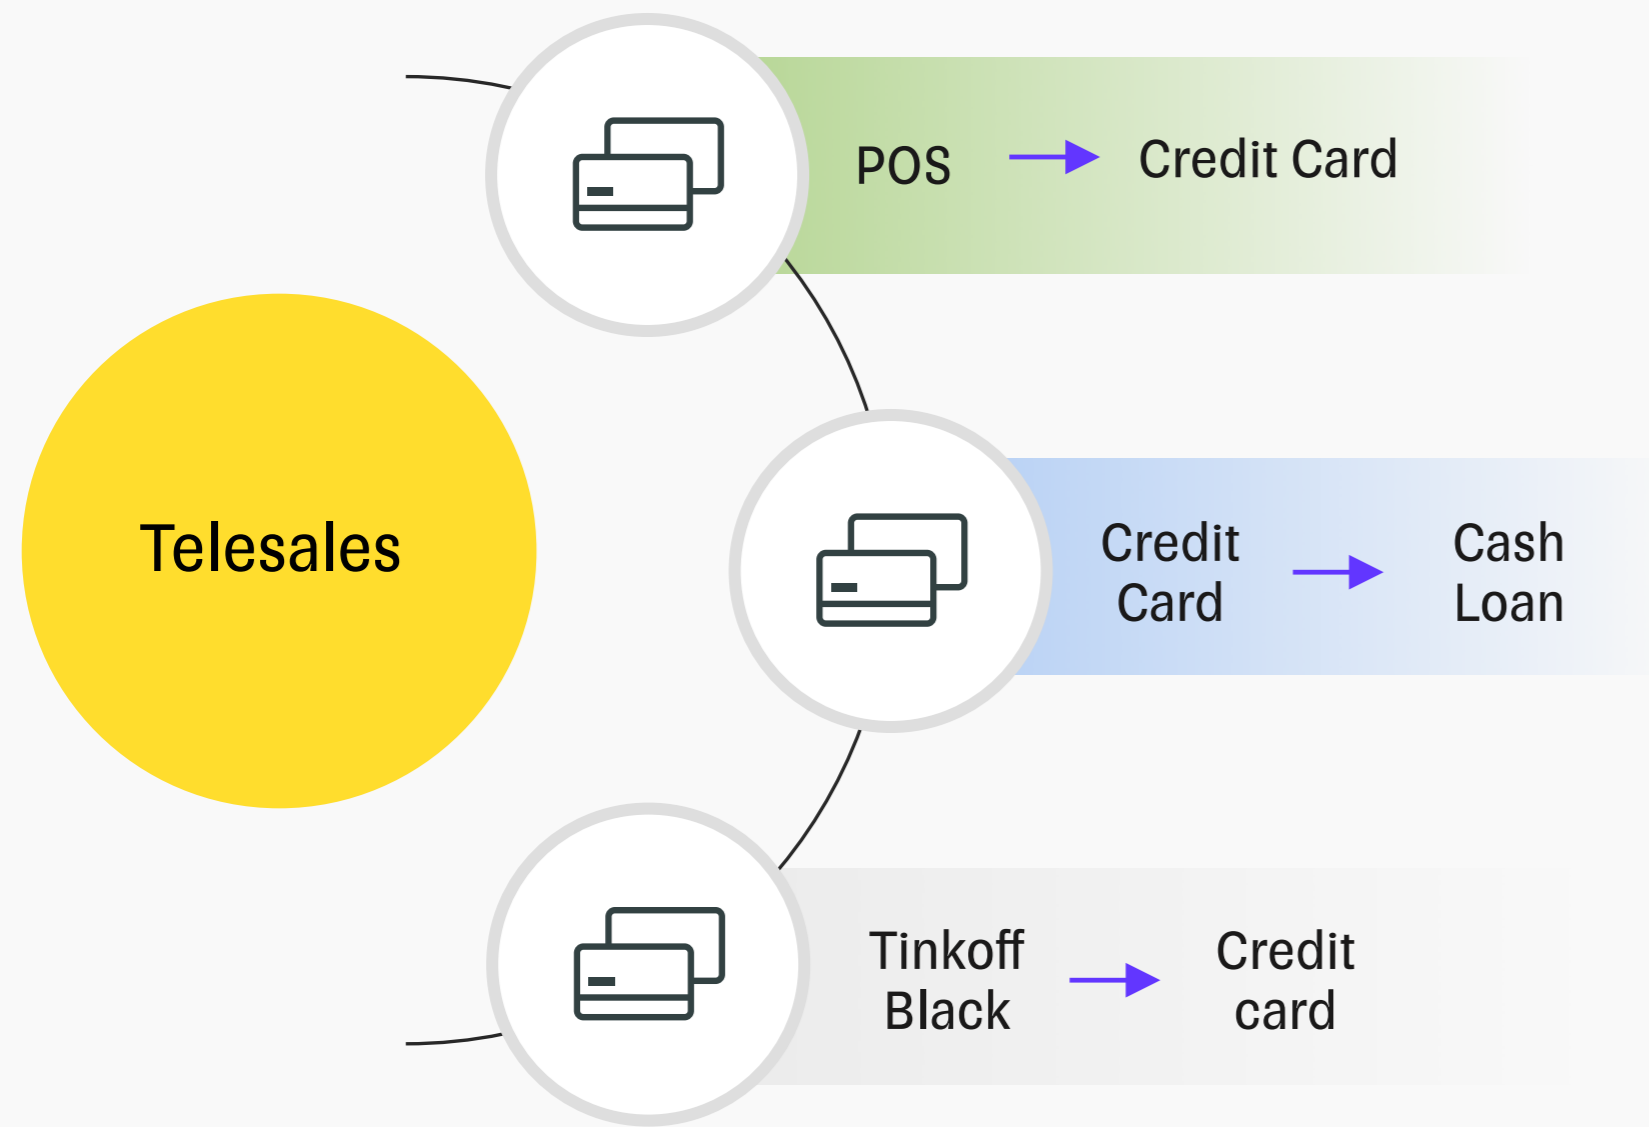 Telesales
POS
Credit Card
Credit
Card
Cash
Loan
Tinkoff
Black
Credit
card